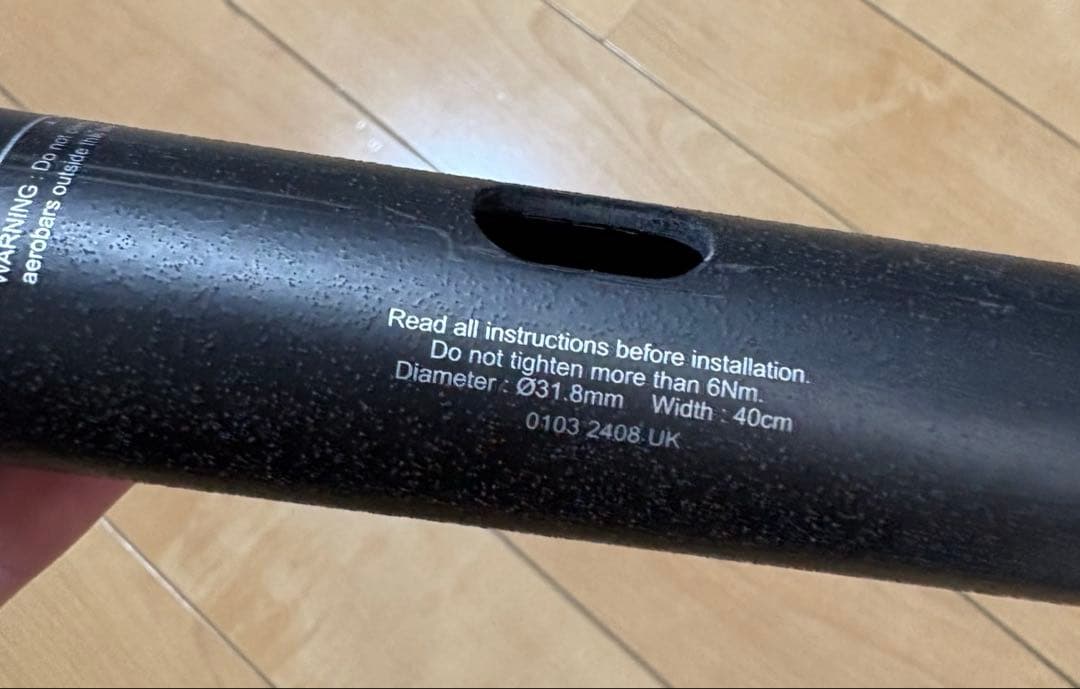 WARNING : Do not
aerobars outside
Read all instructions before installation.
Do not tighten more than 6Nm.
Diameter : Ø31.8mm Width : 40cm
0103 2408 UK